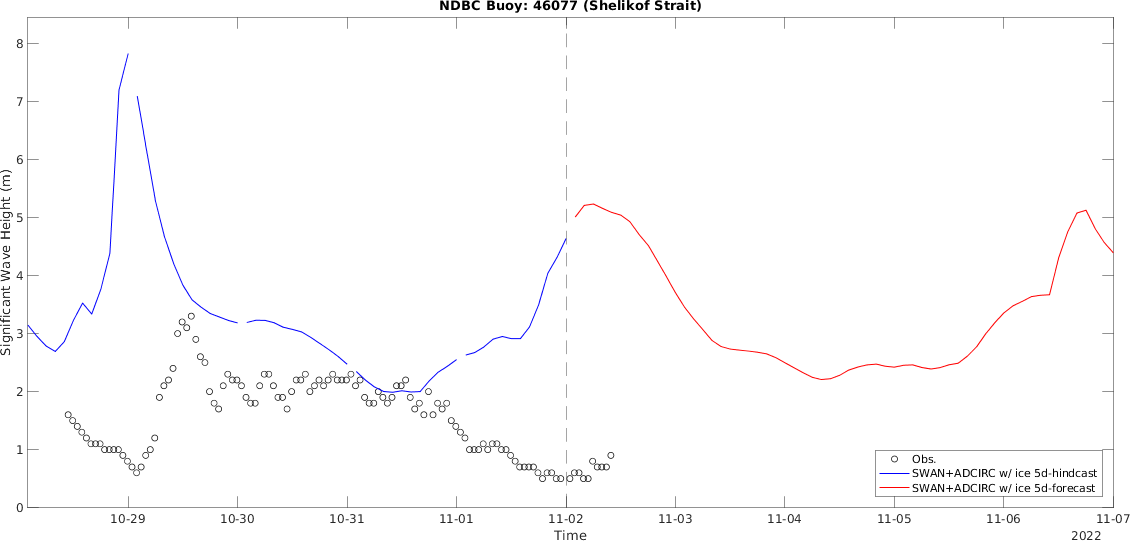 NDBC Buoy: 46077 (Shelikof Strait)
Significant Wave Height (m)
8
7
6
5
4
3
2
1
0
Obs.
SWAN+ADCIRC w/ ice 5d-hindcast
SWAN+ADCIRC w/ ice 5d-forecast
10-29 10-30 10-31 11-01 11-02 11-03 11-04 11-05 11-06 11-07
Time
2022